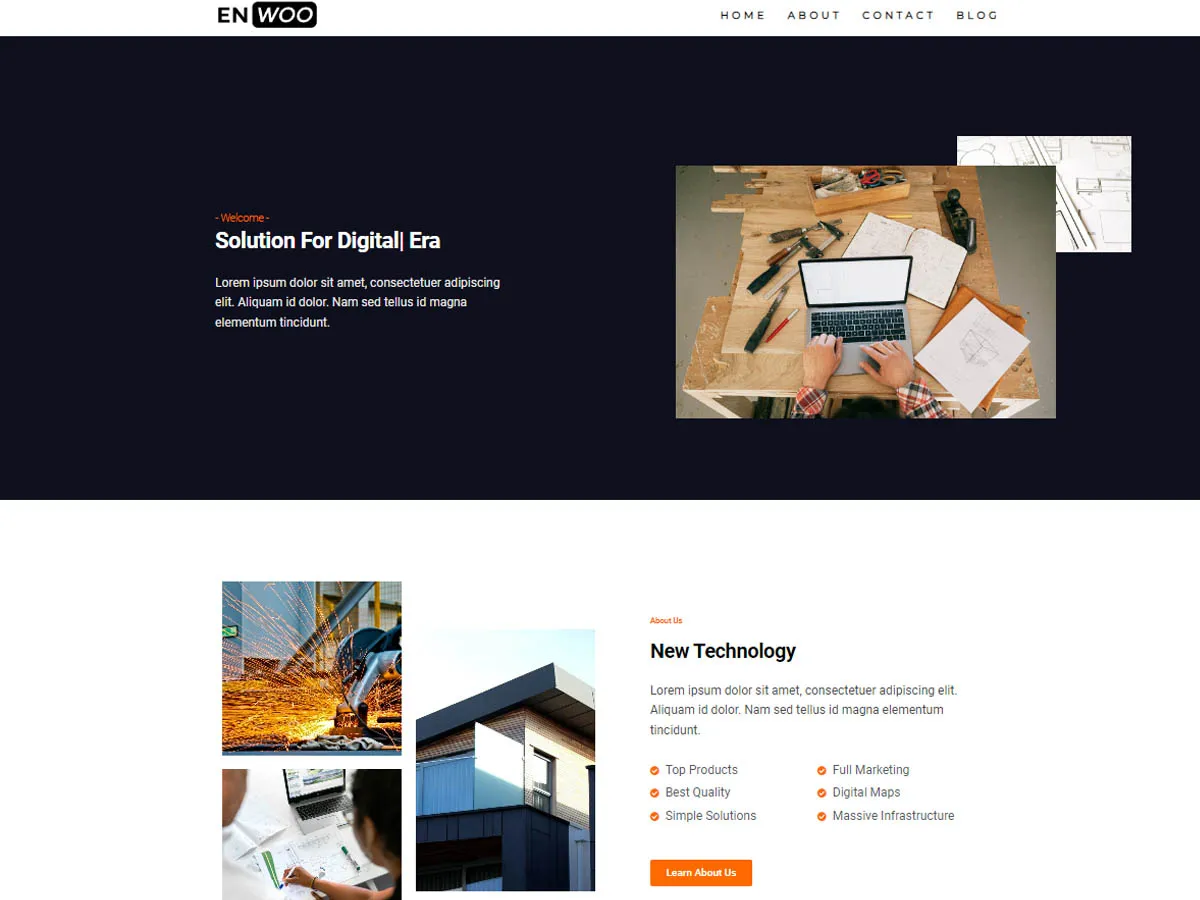 EN WOO
HOME ABOUT CONTACT BLOG
- Welcome -
Solution For Digital| Era
Lorem ipsum dolor sit amet, consectetuer adipiscing
elit. Aliquam id dolor. Nam sed tellus id magna
elementum tincidunt.
About Us
New Technology
Lorem ipsum dolor sit amet, consectetuer adipiscing elit.
Aliquam id dolor. Nam sed tellus id magna elementum
tincidunt.
Top Products
Full Marketing
Best Quality
Digital Maps
Simple Solutions
Massive Infrastructure
Learn About Us